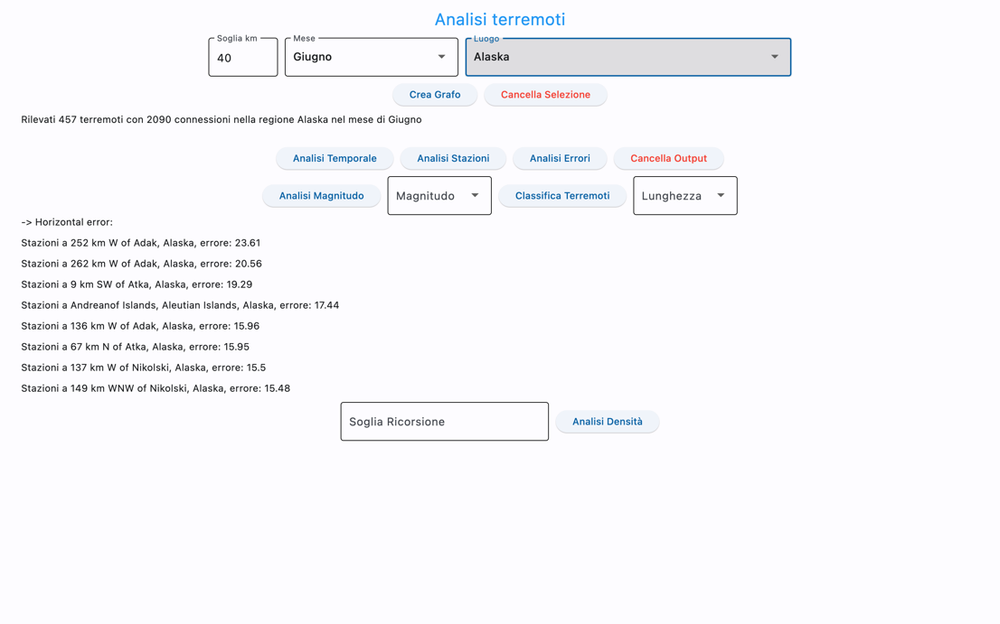 Analisi terremoti
Soglia km Mese Luogo
40 Giugno Alaska
Crea Grafo Cancella Selezione
Rilevati 457 terremoti con 2090 connessioni nella regione Alaska nel mese di Giugno
Analisi Temporale Analisi Stazioni Analisi Errori Cancella Output
Analisi Magnitudo Magnitudo Classifica Terremoti Lunghezza
-> Horizontal error:
Stazioni a 252 km W of Adak, Alaska, errore: 23.61
Stazioni a 262 km W of Adak, Alaska, errore: 20.56
Stazioni a 9 km SW of Atka, Alaska, errore: 19.29
Stazioni a Andreanof Islands, Aleutian Islands, Alaska, errore: 17.44
Stazioni a 136 km W of Adak, Alaska, errore: 15.96
Stazioni a 67 km N of Atka, Alaska, errore: 15.95
Stazioni a 137 km W of Nikolski, Alaska, errore: 15.5
Stazioni a 149 km WNW of Nikolski, Alaska, errore: 15.48
Soglia Ricorsione Analisi Densità